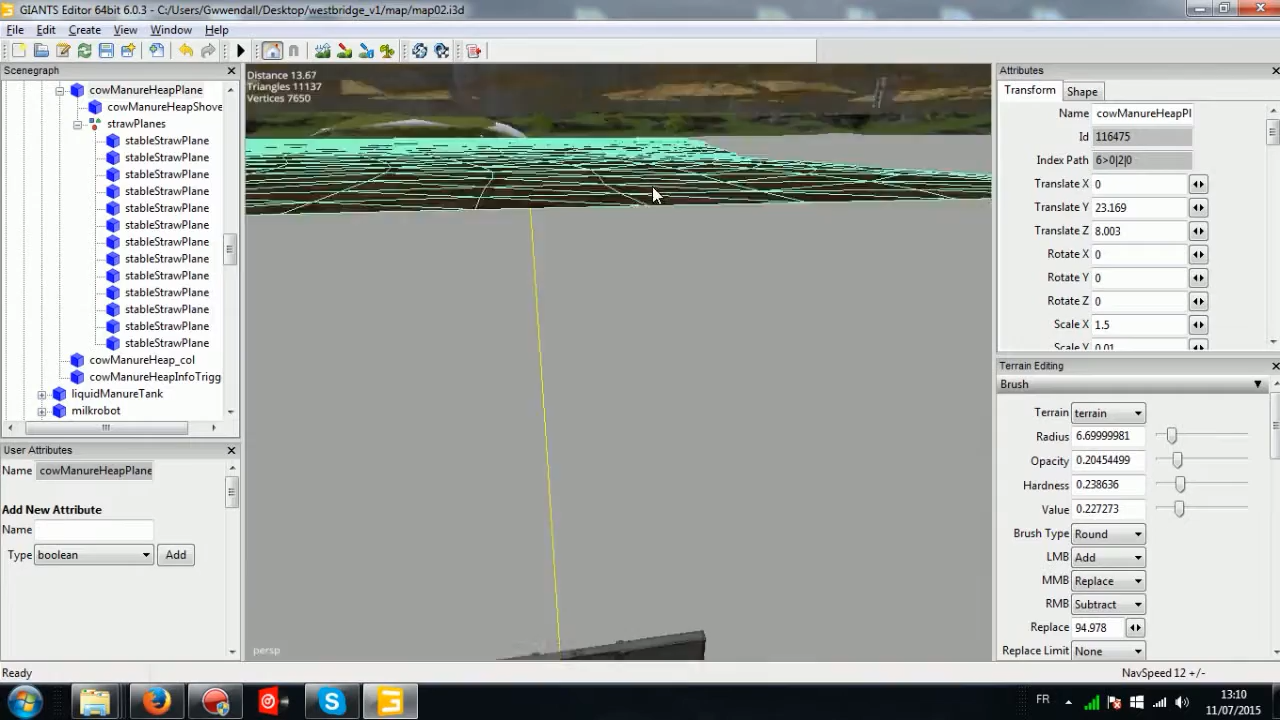 GIANTS Editor 64bit 6.0.3 - C:/Users/Gwwendall/Desktop/westbridge_v1/map/map02.i3d
File Edit Create View Window Help
Scenegraph
cowManureHeapPlane
cowManureHeapShove
strawPlanes
stableStrawPlane
stableStrawPlane
stableStrawPlane
stableStrawPlane
stableStrawPlane
stableStrawPlane
stableStrawPlane
stableStrawPlane
stableStrawPlane
stableStrawPlane
stableStrawPlane
stableStrawPlane
stableStrawPlane
cowManureHeap_col
cowManureHeapInfoTrigg
liquidManureTank
milkrobot
User Attributes
Name cowManureHeapPlane
Add New Attribute
Name
Type boolean Add
Distance 13.67
Triangles 11137
Vertices 7650
persp
Attributes
Transform Shape
Name cowManureHeapPl
Id 116475
Index Path 6>0|2|0
Translate X 0
Translate Y 23.169
Translate Z 8.003
Rotate X 0
Rotate Y 0
Rotate Z 0
Scale X 1.5
Scale Y 0.01
Terrain Editing
Brush
Terrain terrain
Radius 6.69999981
Opacity 0.20454499
Hardness 0.238636
Value 0.227273
Brush Type Round
LMB Add
MMB Replace
RMB Subtract
Replace 94.978
Replace Limit None
Ready
NavSpeed 12 +/-
FR
13:10
11/07/2015